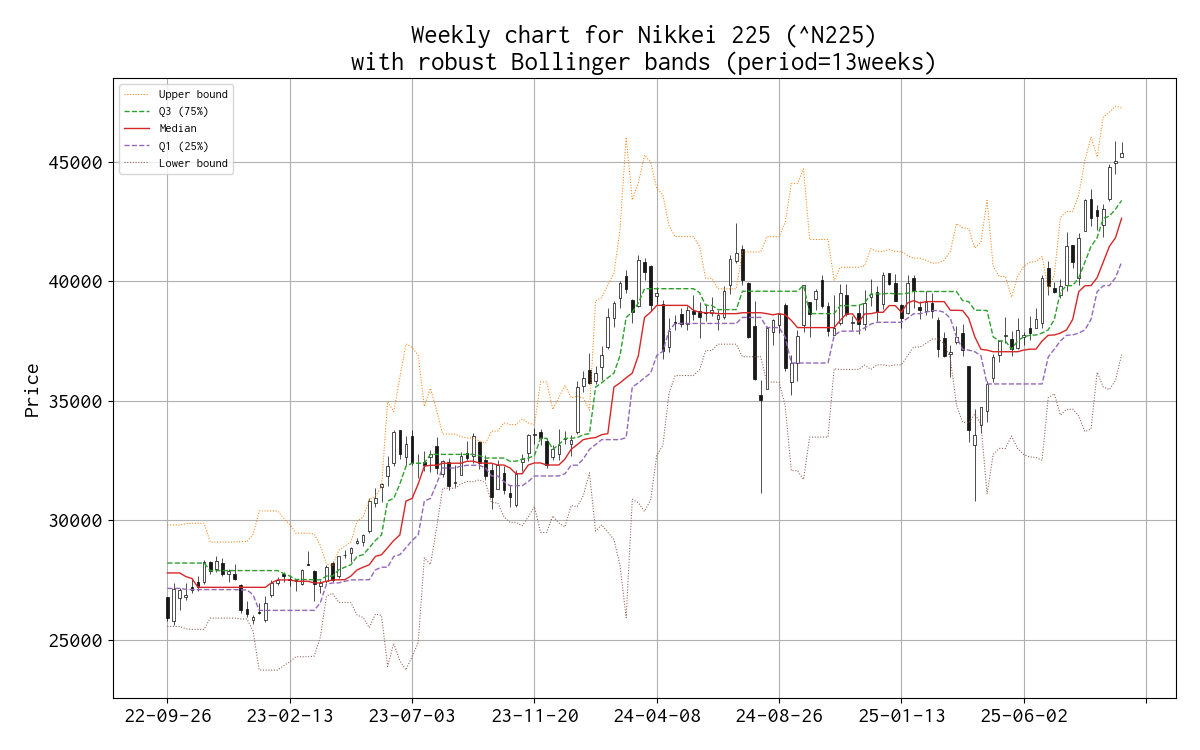 Weekly chart for Nikkei 225 (^N225)
with robust Bollinger bands (period=13weeks)
Upper bound
Q3 (75%)
Median
Q1 (25%)
Lower bound
45000
40000
35000
30000
25000
Price
22-09-26
23-02-13
23-07-03
23-11-20
24-04-08
24-08-26
25-01-13
25-06-02